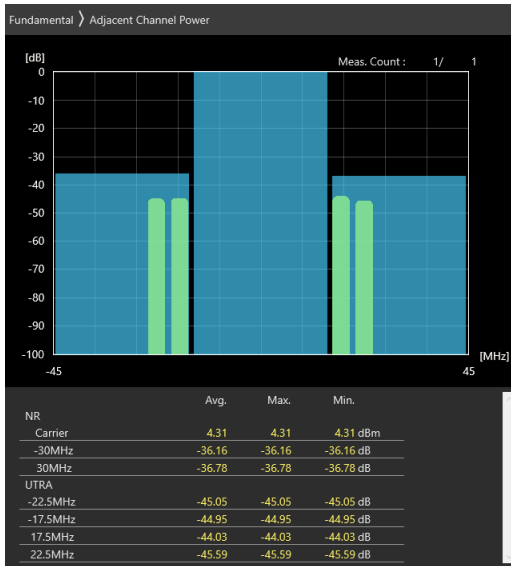 Fundamental 〉 Adjacent Channel Power
[dB]
Meas. Count : 1/ 1
0
-10
-20
-30
-40
-50
-60
-70
-80
-90
-100
[MHz]
-45 45
Avg. Max. Min.
NR
Carrier 4.31 4.31 4.31 dBm
-30MHz -36.16 -36.16 -36.16 dB
30MHz -36.78 -36.78 -36.78 dB
UTRA
-22.5MHz -45.05 -45.05 -45.05 dB
-17.5MHz -44.95 -44.95 -44.95 dB
17.5MHz -44.03 -44.03 -44.03 dB
22.5MHz -45.59 -45.59 -45.59 dB